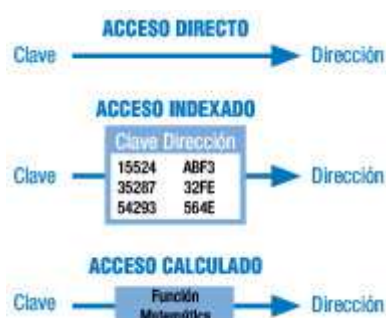 ACCESO DIRECTO
Clave Dirección
ACCESO INDEXADO
Clave Dirección
15524 ABF3
Clave 35287 32FE Dirección
54293 564E
ACCESO CALCULADO
Función
Clave Dirección
Matemática